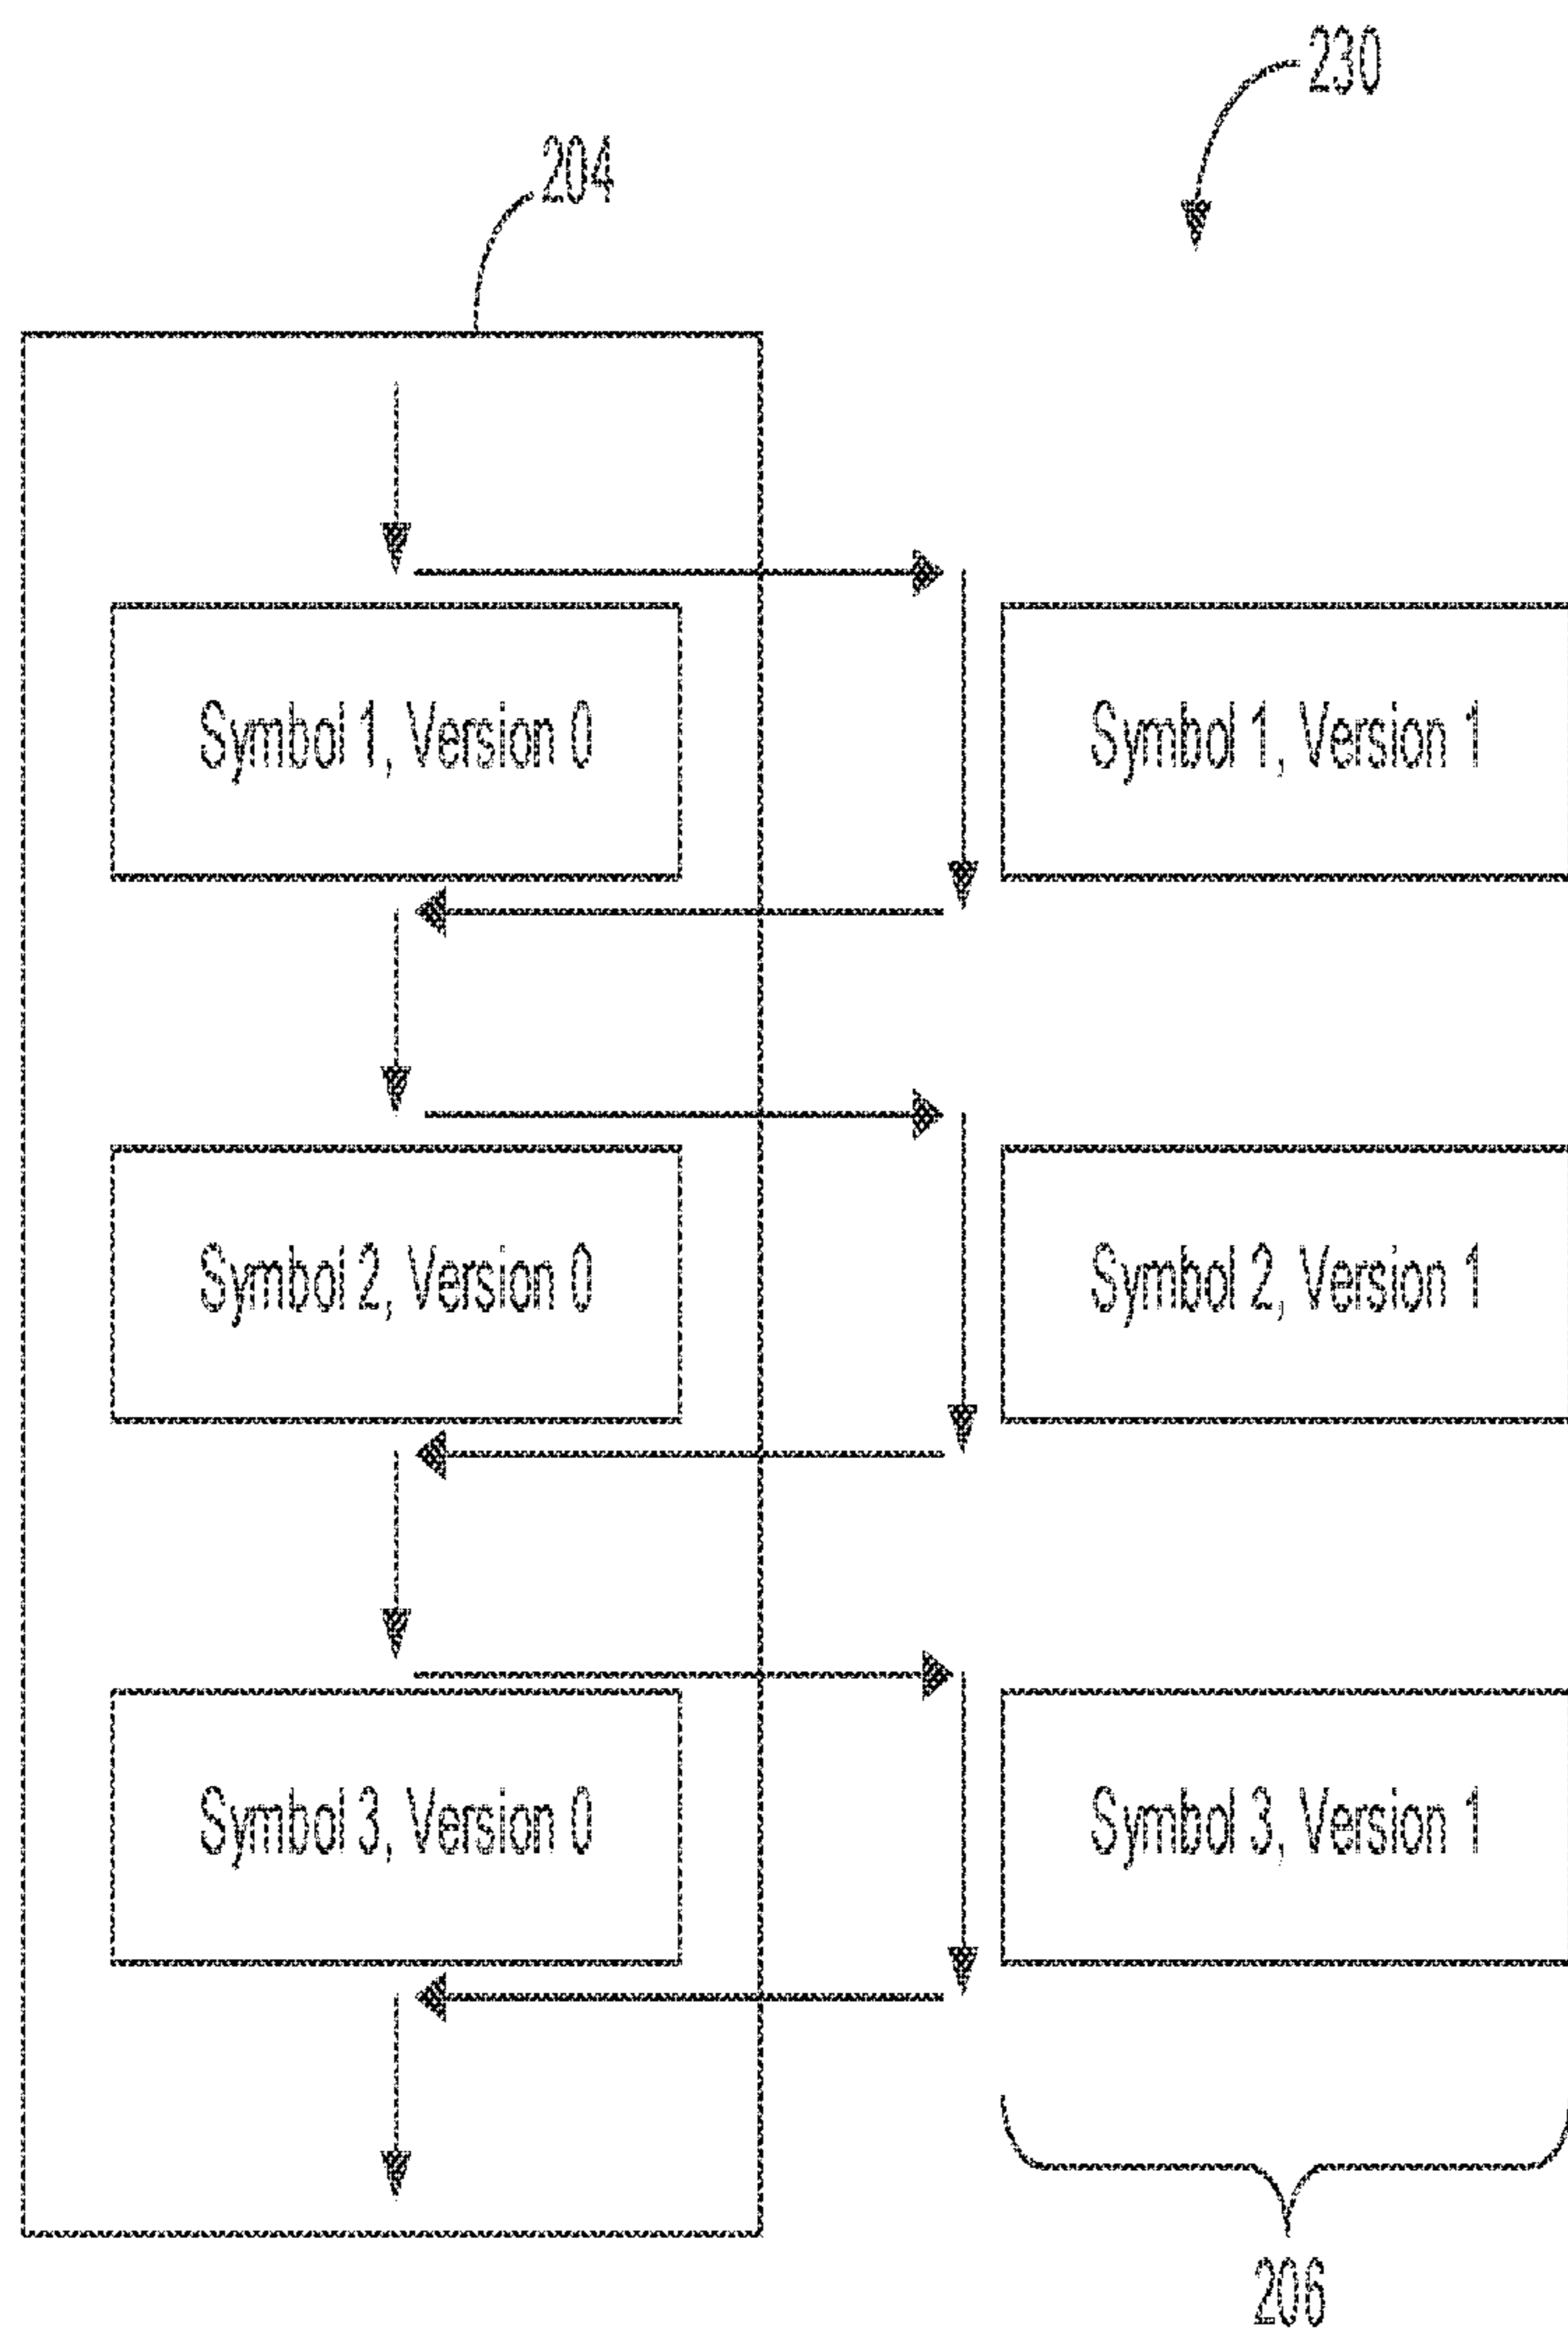 230
204
Symbol 1, Version 0
Symbol 1, Version 1
Symbol 2, Version 0
Symbol 2, Version 1
Symbol 3, Version 0
Symbol 3, Version 1
206